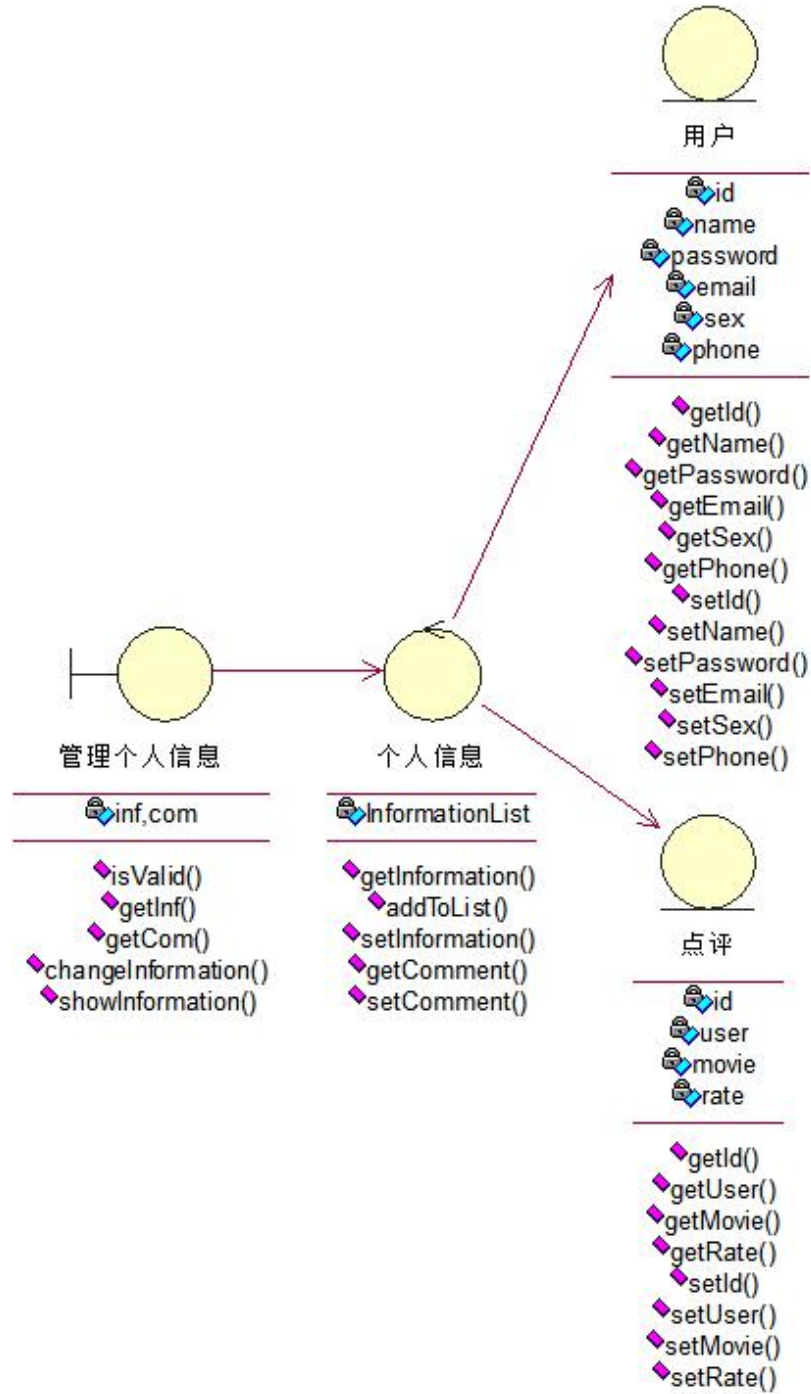 用户
id
name
password
email
sex
phone
getId()
getName()
getPassword()
getEmail()
getSex()
getPhone()
setId()
setName()
setPassword()
setEmail()
setSex()
setPhone()
管理个人信息
inf,com
isValid()
getInf()
getCom()
changeInformation()
showInformation()
个人信息
InformationList
getInformation()
addToList()
setInformation()
getComment()
setComment()
点评
id
user
movie
rate
getId()
getUser()
getMovie()
getRate()
setId()
setUser()
setMovie()
setRate()